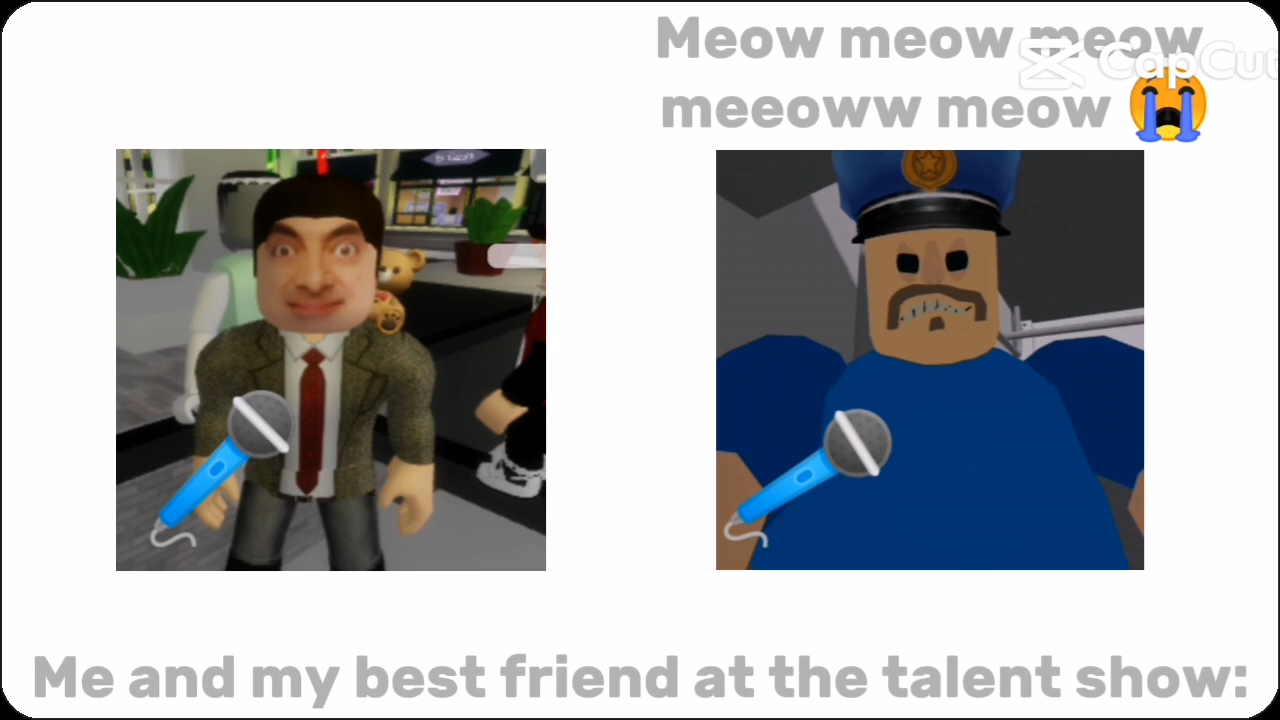 Meow meow meow
CapCut
meeoww meow 😭
Me and my best friend at the talent show: